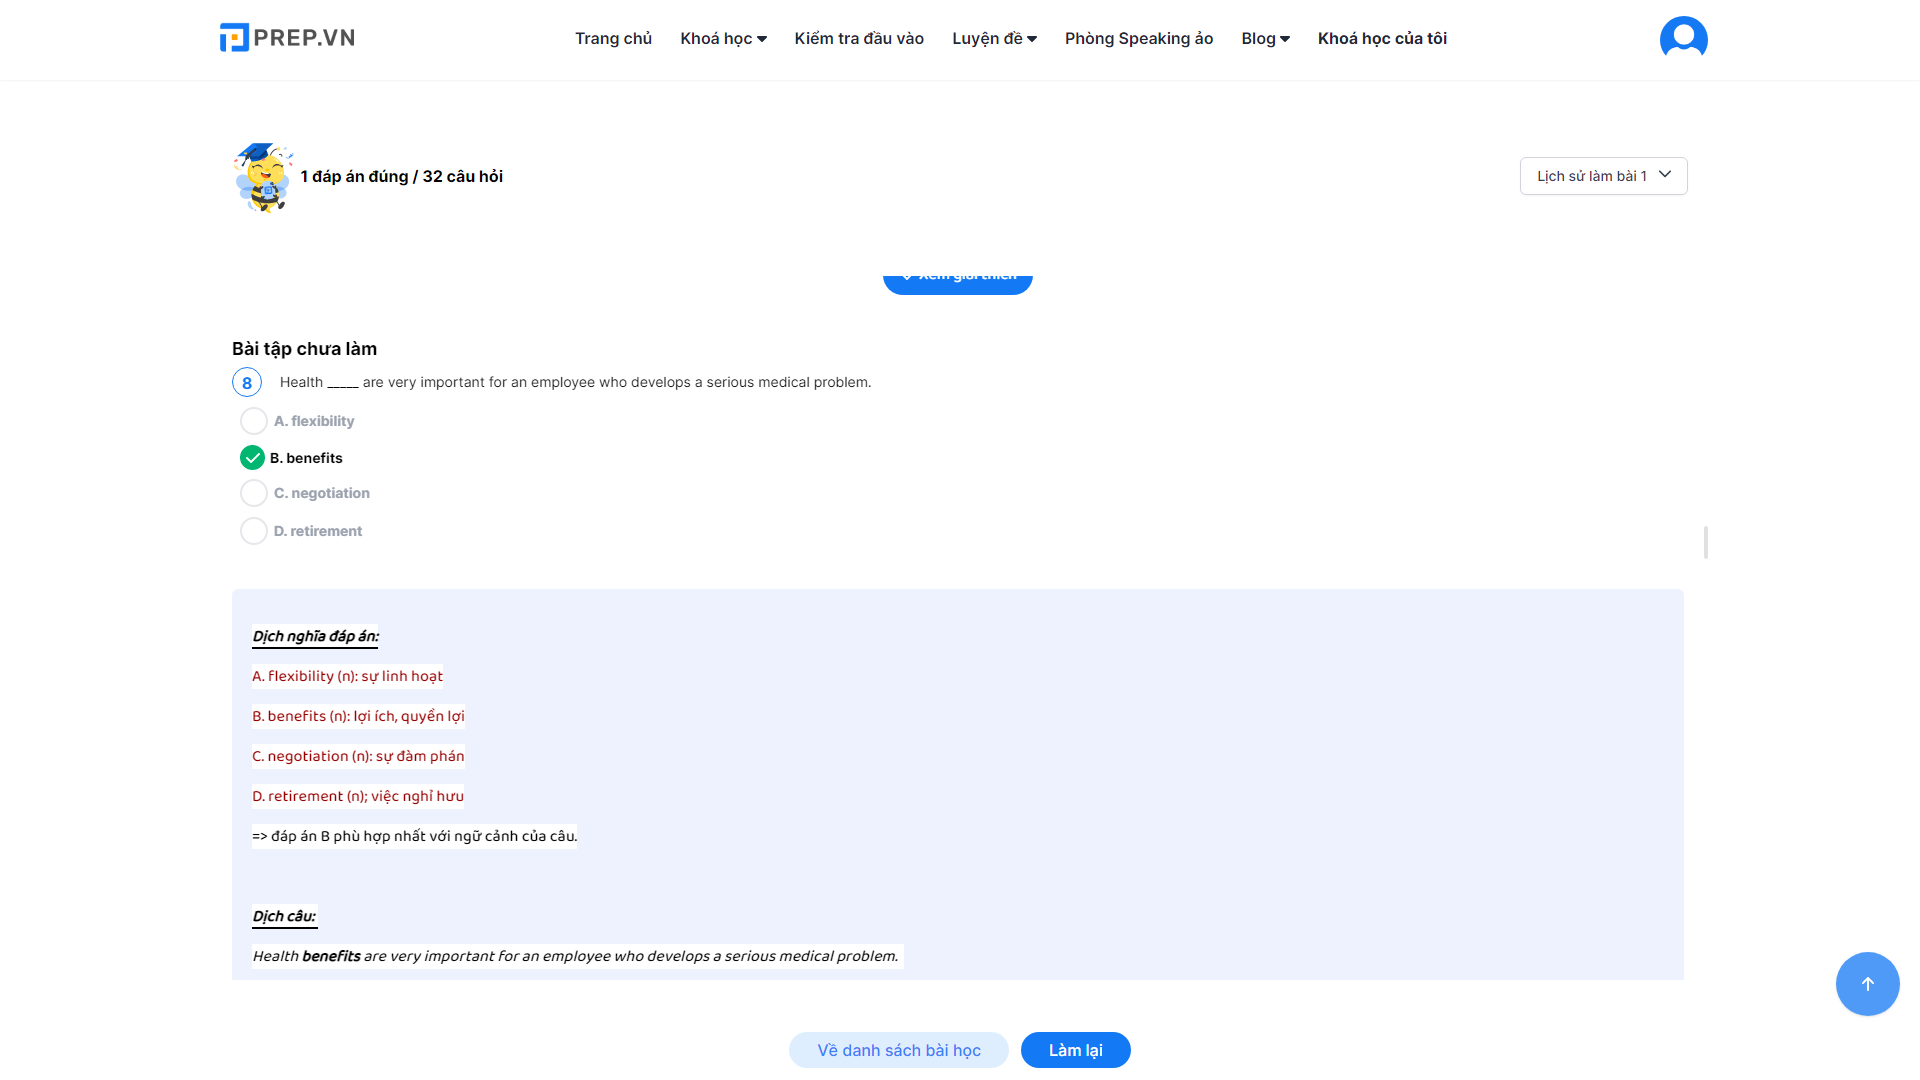 PREP.VN
Trang chủ Khoá học Kiểm tra đầu vào Luyện đề Phòng Speaking ảo Blog Khoá học của tôi
1 đáp án đúng / 32 câu hỏi
Lịch sử làm bài 1
Xem giải thích
Bài tập chưa làm
8 Health _____ are very important for an employee who develops a serious medical problem.
A. flexibility
B. benefits
C. negotiation
D. retirement
Dịch nghĩa đáp án:
A. flexibility (n): sự linh hoạt
B. benefits (n): lợi ích, quyền lợi
C. negotiation (n): sự đàm phán
D. retirement (n); việc nghỉ hưu
=> đáp án B phù hợp nhất với ngữ cảnh của câu.
Dịch câu:
Health benefits are very important for an employee who develops a serious medical problem.
Về danh sách bài học Làm lại